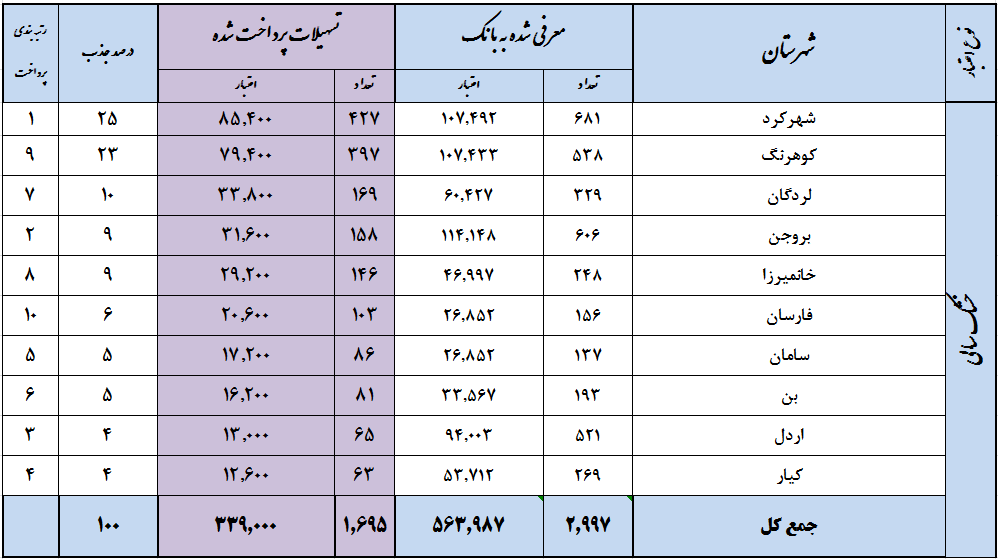 نوع اعتبار شهرستان معرفی شده به بانک تسهیلات پرداخت شده درصد جذب رتبه بندی پرداخت
تعداد اعتبار تعداد اعتبار
خشکسالی
شهرکرد ۶۸۱ ۱۰۷,۴۹۲ ۴۲۷ ۸۵,۴۰۰ ۲۵ ۱
کوهرنگ ۵۳۸ ۱۰۷,۴۳۳ ۳۹۷ ۷۹,۴۰۰ ۲۳ ۹
لردگان ۳۲۹ ۶۰,۴۲۷ ۱۶۹ ۳۳,۸۰۰ ۱۰ ۷
بروجن ۶۰۶ ۱۱۴,۱۴۸ ۱۵۸ ۳۱,۶۰۰ ۹ ۲
خانمیرزا ۲۴۸ ۴۶,۹۹۷ ۱۴۶ ۲۹,۲۰۰ ۹ ۸
فارسان ۱۵۶ ۲۶,۸۵۲ ۱۰۳ ۲۰,۶۰۰ ۶ ۱۰
سامان ۱۳۷ ۲۶,۸۵۲ ۸۶ ۱۷,۲۰۰ ۵ ۵
بن ۱۹۳ ۳۳,۵۶۷ ۸۱ ۱۶,۲۰۰ ۵ ۶
اردل ۵۲۱ ۹۴,۰۰۳ ۶۵ ۱۳,۰۰۰ ۴ ۳
کیار ۲۶۹ ۵۳,۷۱۲ ۶۳ ۱۲,۶۰۰ ۴ ۴
جمع کل ۲,۹۹۷ ۵۶۳,۹۸۷ ۱,۶۹۵ ۳۳۹,۰۰۰ ۱۰۰